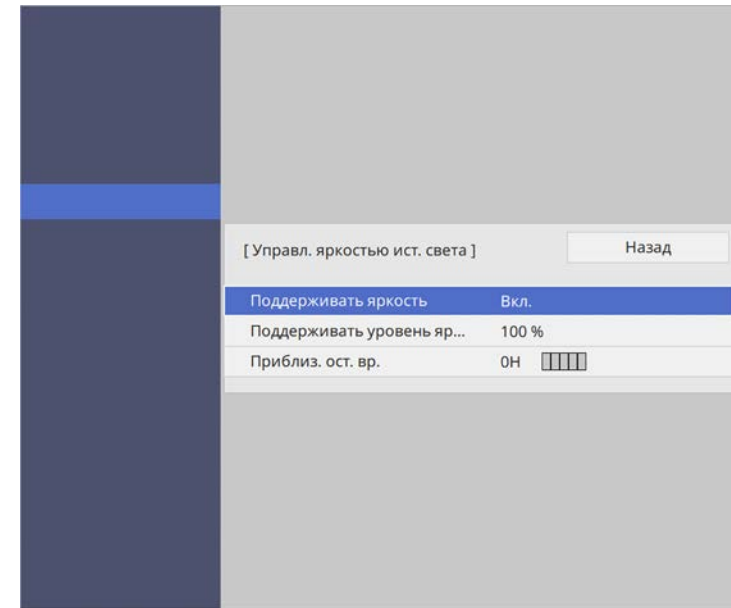 [ Управл. яркостью ист. света ] Назад
Поддерживать яркость Вкл.
Поддерживать уровень яр... 100 %
Приблиз. ост. вр. 0H